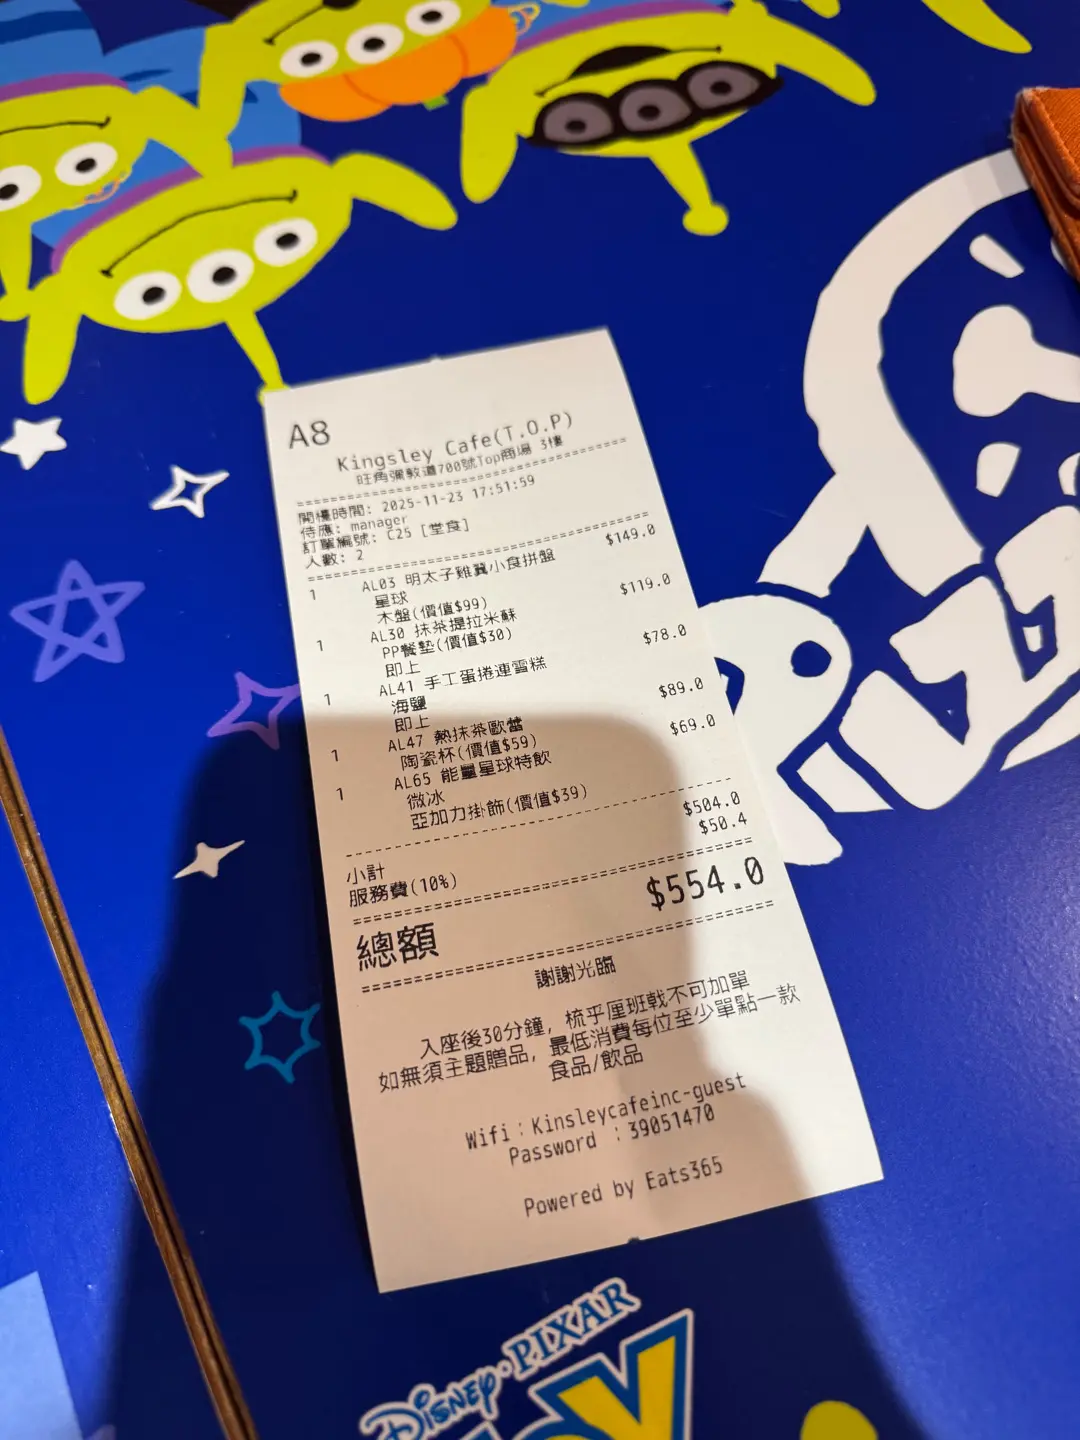 A8
Kingsley Cafe(T.O.P)
旺角彌敦道700號Top商場 3樓
開檯時間: 2025-11-23 17:51:59
侍應: manager
訂單編號: C25 [堂食]
人數: 2
1 AL03 明太子雞翼小食拼盤 $149.0
星球
木盤(價值$99)
1 AL30 抹茶提拉米蘇 $119.0
PP餐墊(價值$30)
即上
1 AL41 手工蛋捲連雪糕 $78.0
海鹽
即上
1 AL47 熱抹茶歐蕾 $89.0
陶瓷杯(價值$59)
1 AL65 能量星球特飲 $69.0
微冰
亞加力掛飾(價值$39)
小計 $504.0
服務費(10%) $50.4
總額 $554.0
謝謝光臨
入座後30分鐘, 梳乎厘班戟不可加單
如無須主題贈品, 最低消費每位至少單點一款
食品/飲品
Wifi：Kinsleycafeinc-guest
Password ：39051470
Powered by Eats365
DISNEY·PIXAR